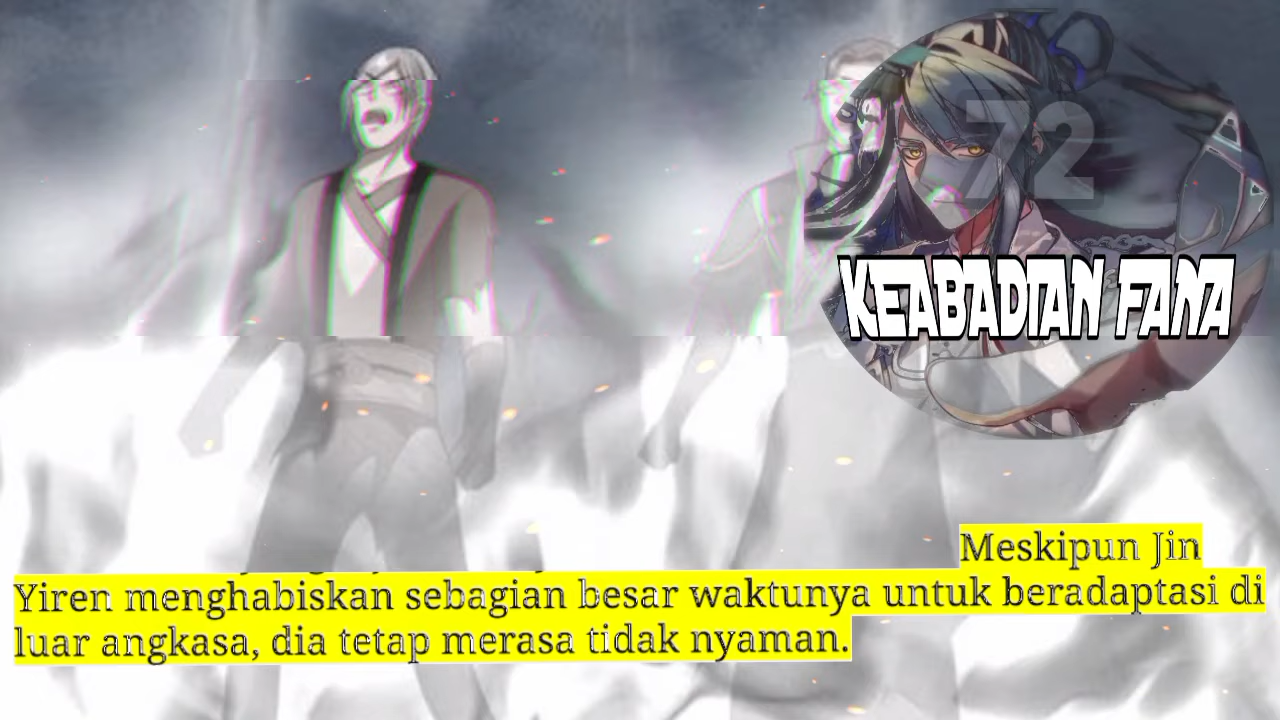 72
KEABADIAN FANA
Meskipun Jin
Yiren menghabiskan sebagian besar waktunya untuk beradaptasi di
luar angkasa, dia tetap merasa tidak nyaman.